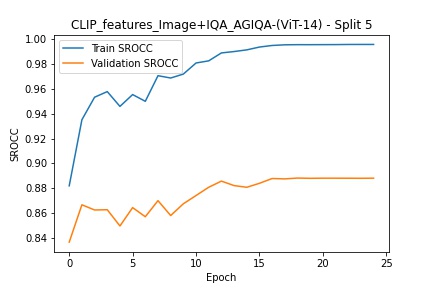 CLIP_features_Image+IQA_AGIQA-(ViT-14) - Split 5
1.00
0.98
0.96
0.94
0.92
0.90
0.88
0.86
0.84
SROCC
Train SROCC
Validation SROCC
0 5 10 15 20 25
Epoch